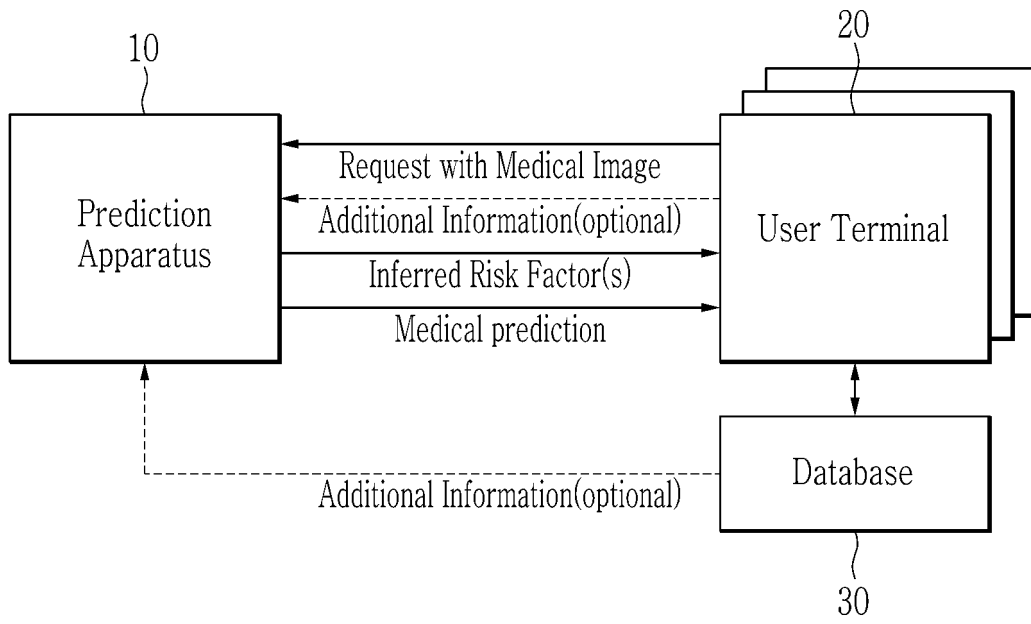 10
20
Request with Medical Image
Prediction
Apparatus
Additional Information(optional)
User Terminal
Inferred Risk Factor(s)
Medical prediction
Database
Additional Information(optional)
30